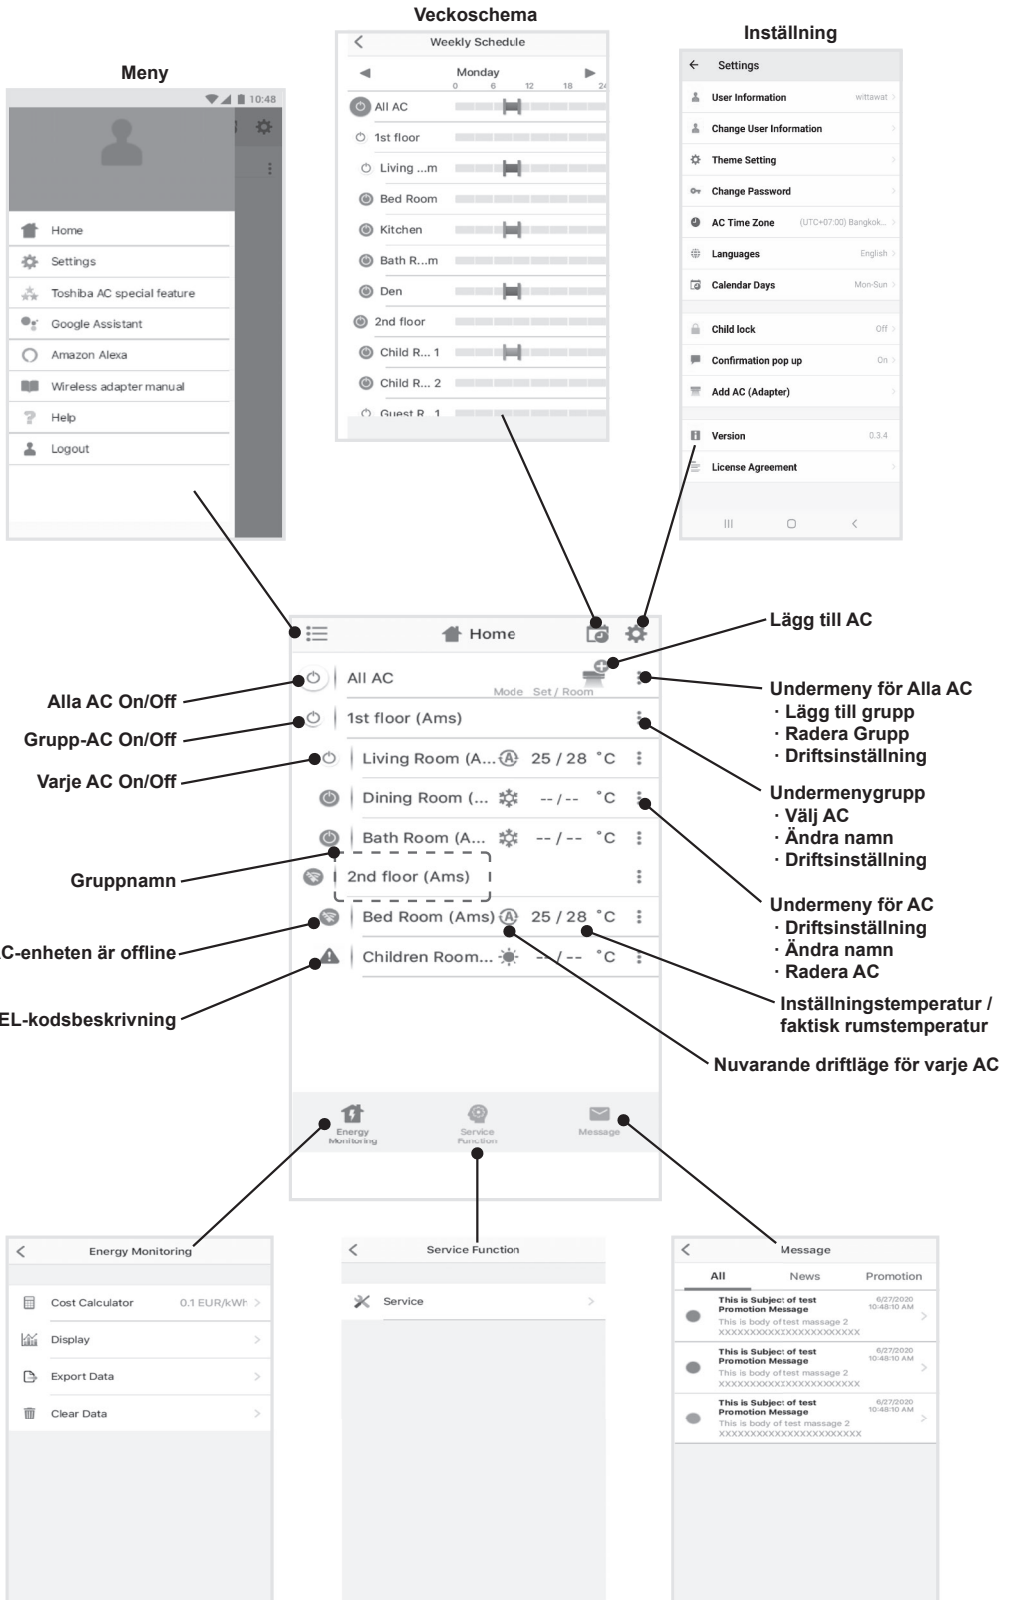 Veckoschema
Inställning
Meny
Weekly Schedule
Monday
0 6 12 18 24
All AC
1st floor
Living ...m
Bed Room
Kitchen
Bath R...m
Den
2nd floor
Child R... 1
Child R... 2
Guest R 1
10:48
Home
Settings
Toshiba AC special feature
Google Assistant
Amazon Alexa
Wireless adapter manual
Help
Logout
Settings
User Information wittawat
Change User Information
Theme Setting
Change Password
AC Time Zone (UTC+07:00) Bangkok...
Languages English
Calendar Days Mon-Sun
Child lock Off
Confirmation pop up On
Add AC (Adapter)
Version 0.3.4
License Agreement
Home
All AC
Mode Set / Room
1st floor (Ams)
Living Room (A... A 25 / 28 °C
Dining Room (... -- / -- °C
Bath Room (A... -- / -- °C
2nd floor (Ams)
Bed Room (Ams) A 25 / 28 °C
Children Room... -- / -- °C
Energy
Monitoring
Service
Function
Message
Alla AC On/Off
Grupp-AC On/Off
Varje AC On/Off
Gruppnamn
C-enheten är offline
EL-kodsbeskrivning
Lägg till AC
Undermeny för Alla AC
· Lägg till grupp
· Radera Grupp
· Driftsinställning
Undermenygrupp
· Välj AC
· Ändra namn
· Driftsinställning
Undermeny för AC
· Driftsinställning
· Ändra namn
· Radera AC
Inställningstemperatur /
faktisk rumstemperatur
Nuvarande driftläge för varje AC
Energy Monitoring
Cost Calculator 0.1 EUR/kWh
Display
Export Data
Clear Data
Service Function
Service
Message
All News Promotion
This is Subject of test
Promotion Message
6/27/2020
10:48:10 AM
This is body of test massage 2
XXXXXXXXXXXXXXXXXXXXXXX
This is Subject of test
Promotion Message
6/27/2020
10:48:10 AM
This is body of test massage 2
XXXXXXXXXXXXXXXXXXXXXXX
This is Subject of test
Promotion Message
6/27/2020
10:48:10 AM
This is body of test massage 2
XXXXXXXXXXXXXXXXXXXXXXX